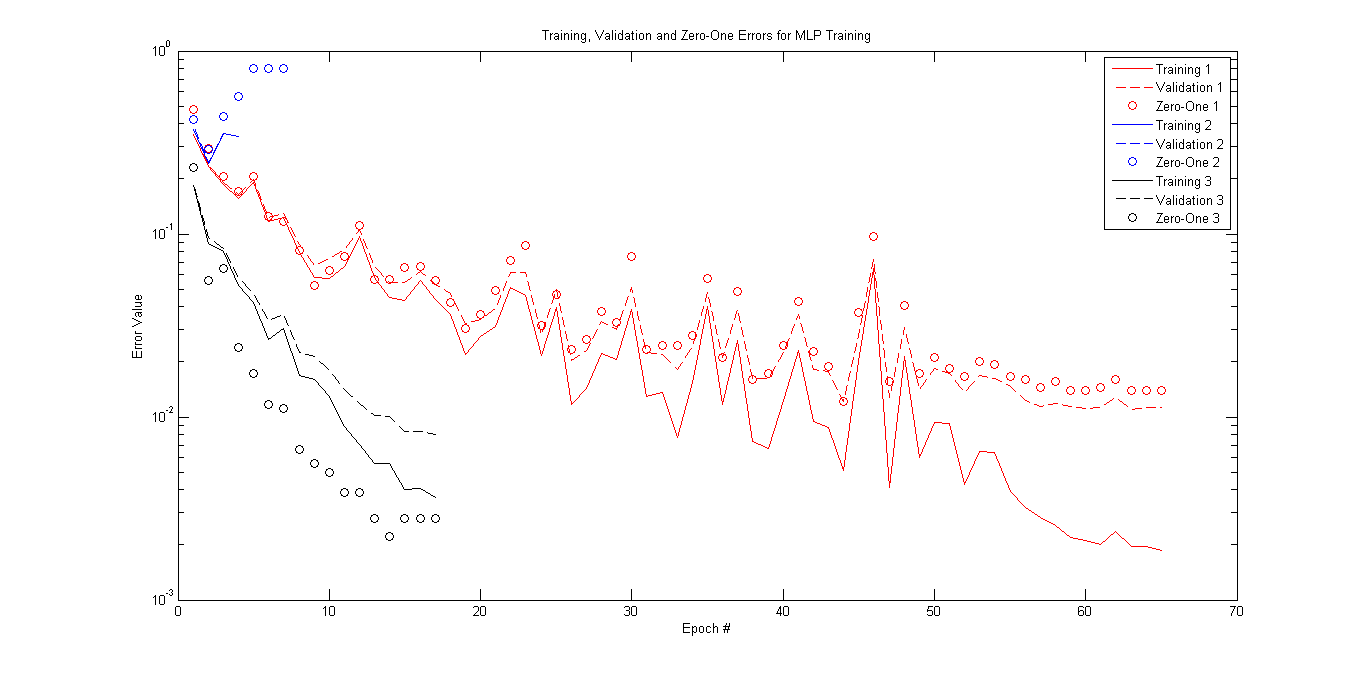 Training, Validation and Zero-One Errors for MLP Training
10^0
10^-1
10^-2
10^-3
Error Value
0 10 20 30 40 50 60 70
Epoch #
Training 1
Validation 1
Zero-One 1
Training 2
Validation 2
Zero-One 2
Training 3
Validation 3
Zero-One 3